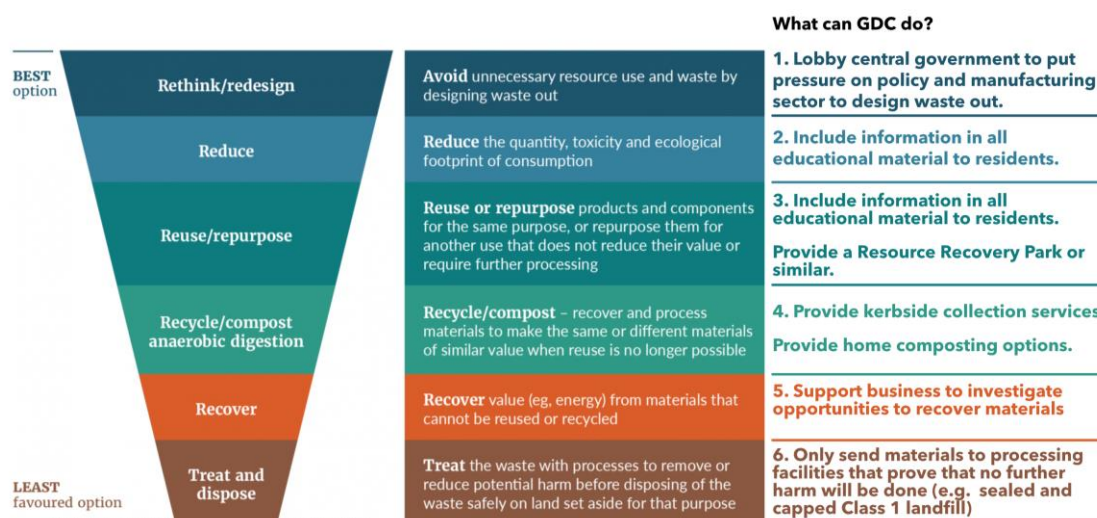 What can GDC do?
BEST
option
Rethink/redesign
Avoid unnecessary resource use and waste by
designing waste out
1. Lobby central government to put
pressure on policy and manufacturing
sector to design waste out.
Reduce
Reduce the quantity, toxicity and ecological
footprint of consumption
2. Include information in all
educational material to residents.
Reuse/repurpose
Reuse or repurpose products and components
for the same purpose, or repurpose them for
another use that does not reduce their value or
require further processing
3. Include information in all
educational material to residents.
Provide a Resource Recovery Park or
similar.
Recycle/compost
anaerobic digestion
Recycle/compost – recover and process
materials to make the same or different materials
of similar value when reuse is no longer possible
4. Provide kerbside collection services
Provide home composting options.
Recover
Recover value (eg, energy) from materials that
cannot be reused or recycled
5. Support business to investigate
opportunities to recover materials
LEAST
favoured option
Treat and
dispose
Treat the waste with processes to remove or
reduce potential harm before disposing of the
waste safely on land set aside for that purpose
6. Only send materials to processing
facilities that prove that no further
harm will be done (e.g. sealed and
capped Class 1 landfill)